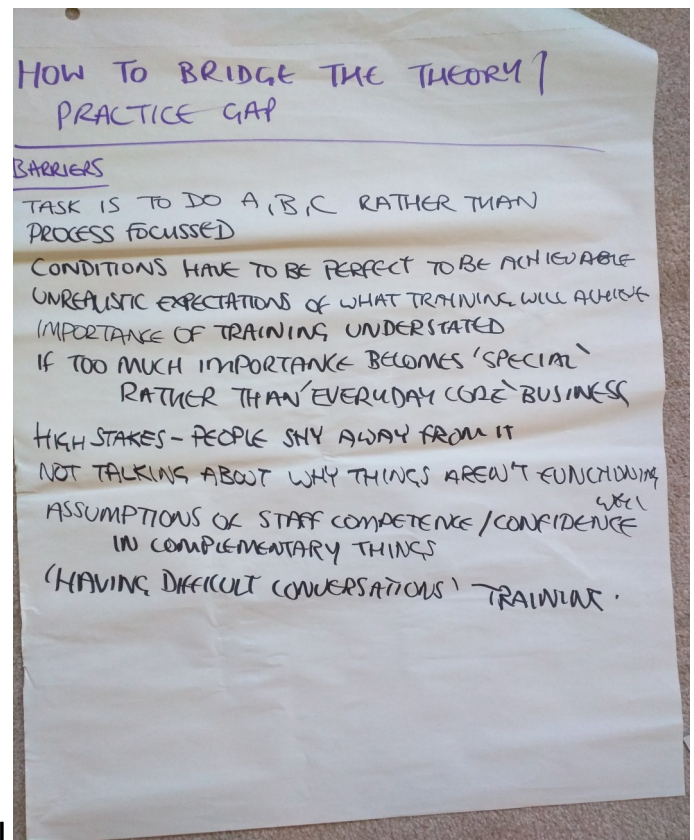 HOW TO BRIDGE THE THEORY /
PRACTICE GAP
BARRIERS
TASK IS TO DO A, B, C RATHER THAN
PROCESS FOCUSSED
CONDITIONS HAVE TO BE PERFECT TO BE ACHIEVABLE
UNREALISTIC EXPECTATIONS OF WHAT TRAINING WILL ACHIEVE
IMPORTANCE OF TRAINING UNDERSTATED
IF TOO MUCH IMPORTANCE BECOMES 'SPECIAL'
RATHER THAN 'EVERYDAY CORE' BUSINESS
HIGH STAKES - PEOPLE SHY AWAY FROM IT
NOT TALKING ABOUT WHY THINGS AREN'T FUNCTIONING
WELL
ASSUMPTIONS OF STAFF COMPETENCE / CONFIDENCE
IN COMPLEMENTARY THINGS
'HAVING DIFFICULT CONVERSATIONS' TRAINING.